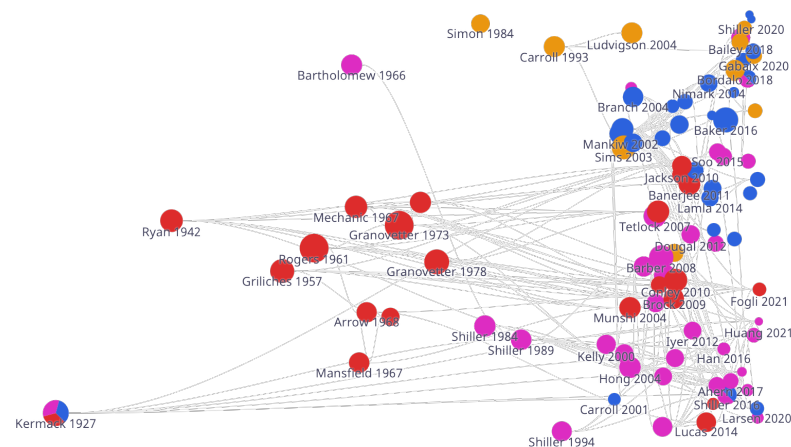 Shiller 2020
Simon 1984
Ludvigson 2004
Bailey 2018
Carroll 1993
Gabaix 2020
Bartholomew 1966
Bordalo 2018
Nimark 2004
Branch 2004
Baker 2016
Mankiw 2002
Sims 2003
Soo 2015
Jackson 2010
Banerjee 2011
Lamla 2014
Mechanic 1967
Tetlock 2007
Ryan 1942
Granovetter 1973
Dougal 2012
Rogers 1961
Barber 2008
Granovetter 1978
Griliches 1957
Conley 2010
Fogli 2021
Brock 2009
Munshi 2004
Arrow 1968
Huang 2021
Shiller 1984
Iyer 2012
Shiller 1989
Kelly 2000
Han 2016
Mansfield 1967
Hong 2004
Ahern 2017
Carroll 2001
Larsen 2020
Kermack 1927
Lucas 2014
Shiller 1994